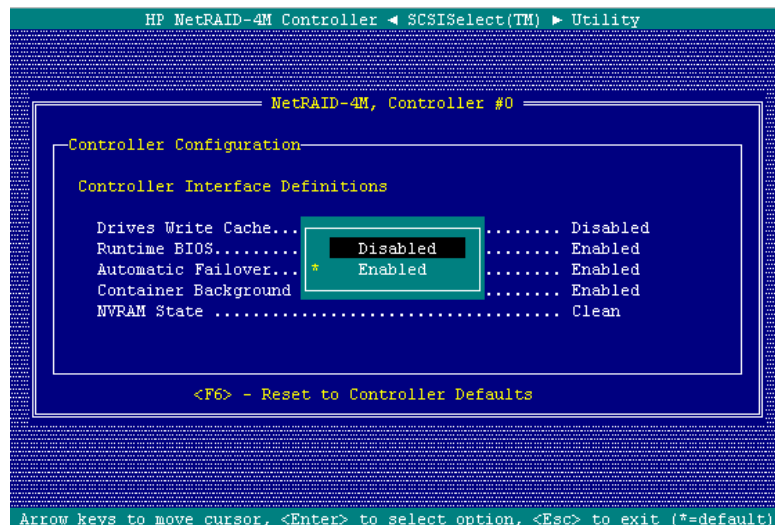 HP NetRAID-4M Controller ◄ SCSISelect(TM) ► Utility
NetRAID-4M, Controller #0
Controller Configuration
Controller Interface Definitions
Drives Write Cache... ........ Disabled
Runtime BIOS......... ........ Enabled
Automatic Failover... ........ Enabled
Container Background ........ Enabled
NVRAM State ................................... Clean
Disabled
* Enabled
<F6> - Reset to Controller Defaults
Arrow keys to move cursor, <Enter> to select option, <Esc> to exit (*=default)